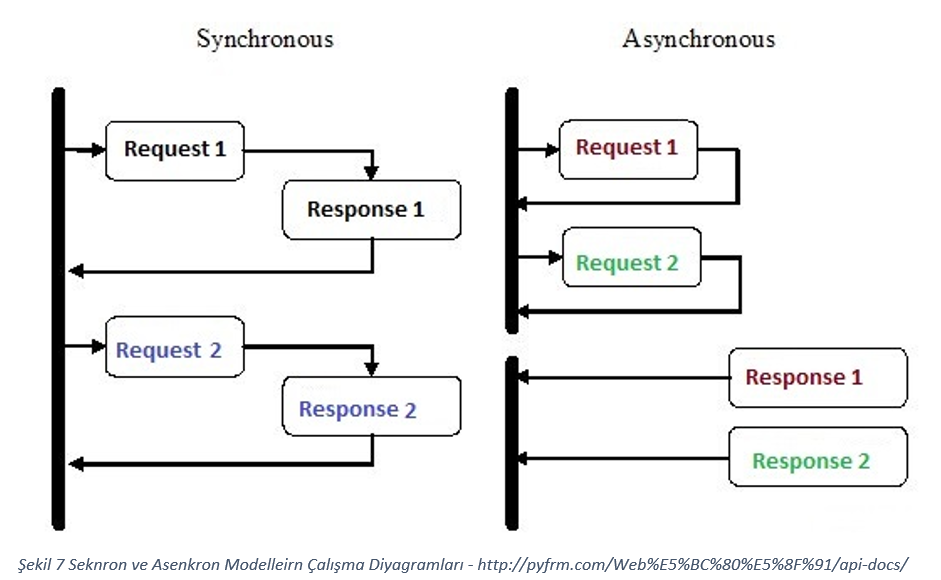 Synchronous
Asynchronous
Request 1
Response 1
Request 2
Response 2
Request 1
Request 2
Response 1
Response 2
Şekil 7 Seknron ve Asenkron Modelleirn Çalışma Diyagramları - http://pyfrm.com/Web%E5%BC%80%E5%8F%91/api-docs/